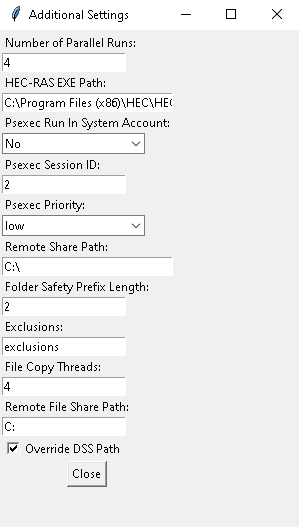 Additional Settings
Number of Parallel Runs:
4
HEC-RAS EXE Path:
C:\Program Files (x86)\HEC\HEC
Psexec Run In System Account:
No
Psexec Session ID:
2
Psexec Priority:
low
Remote Share Path:
C:\
Folder Safety Prefix Length:
2
Exclusions:
exclusions
File Copy Threads:
4
Remote File Share Path:
C:
Override DSS Path
Close